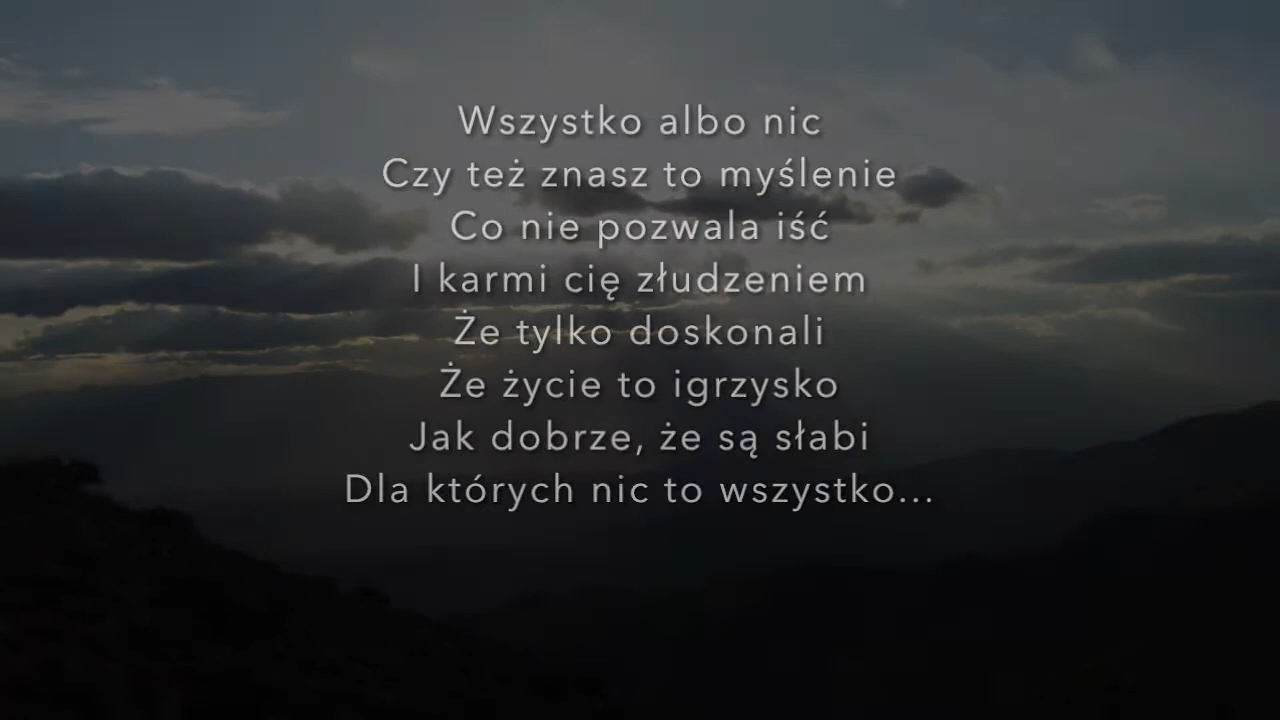 Wszystko albo nic
Czy też znasz to myślenie
Co nie pozwala iść
I karmi cię złudzeniem
Że tylko doskonali
Że życie to igrzysko
Jak dobrze, że są słabi
Dla których nic to wszystko...